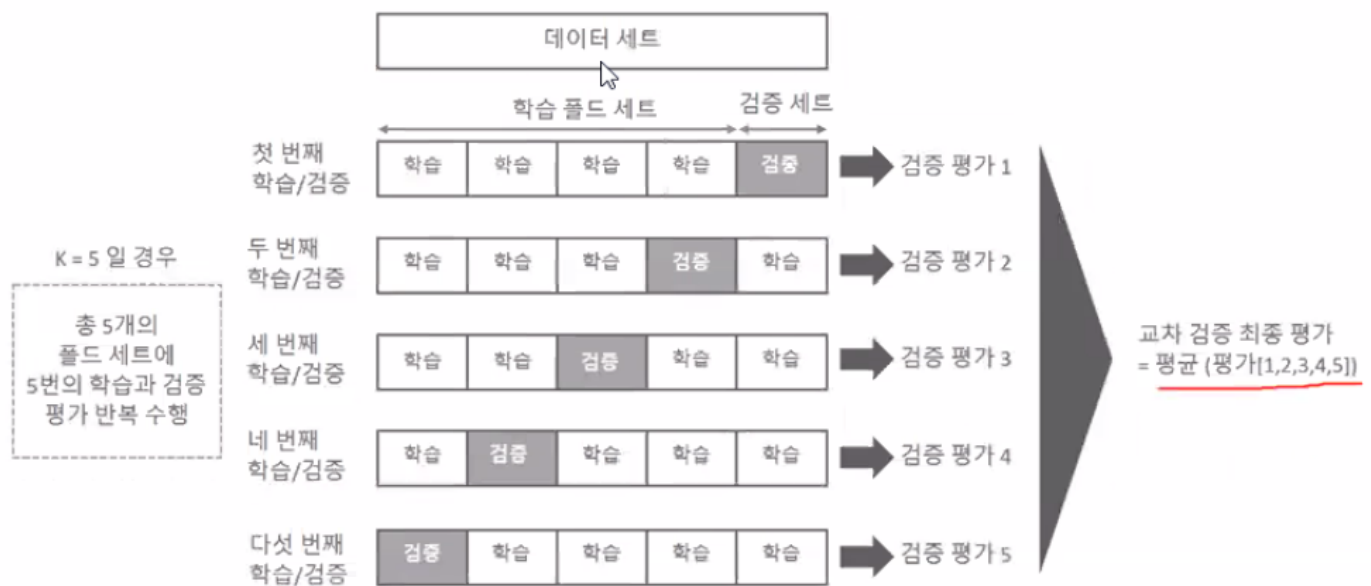 데이터 세트
학습 폴드 세트
검증 세트
첫 번째
학습/검증
학습 학습 학습 학습 검증
검증 평가 1
두 번째
학습/검증
학습 학습 학습 검증 학습
검증 평가 2
K = 5 일 경우
총 5개의
폴드 세트에
5번의 학습과 검증
평가 반복 수행
세 번째
학습/검증
학습 학습 검증 학습 학습
검증 평가 3
네 번째
학습/검증
학습 검증 학습 학습 학습
검증 평가 4
다섯 번째
학습/검증
검증 학습 학습 학습 학습
검증 평가 5
교차 검증 최종 평가
= 평균 (평가[1,2,3,4,5])